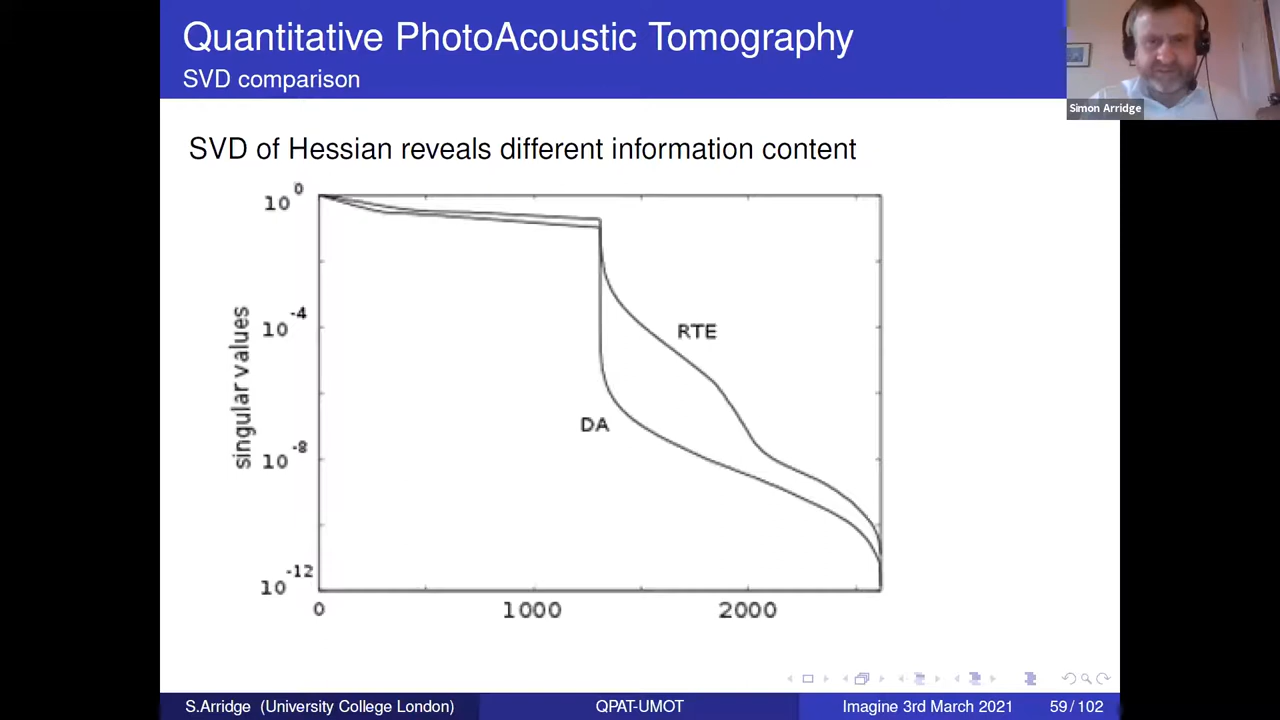 Quantitative PhotoAcoustic Tomography
SVD comparison
Simon Arridge
SVD of Hessian reveals different information content
10^0
10^-4
10^-8
10^-12
singular values
RTE
DA
0
1000
2000
S.Arridge (University College London)
QPAT-UMOT
Imagine 3rd March 2021
59 / 102